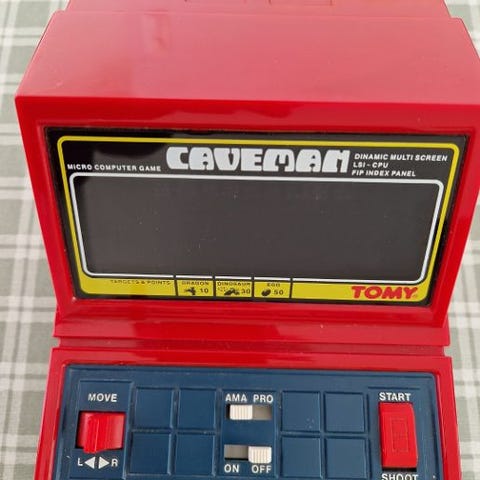 MICRO COMPUTER GAME CAVEMAN DINAMIC MULTI SCREEN
LSI - CPU
FIP INDEX PANEL
TARGETS & POINTS DRAGON DINOSAUR EGG
10 30 50
TOMY
MOVE AMA PRO START
L R ON OFF SHOOT